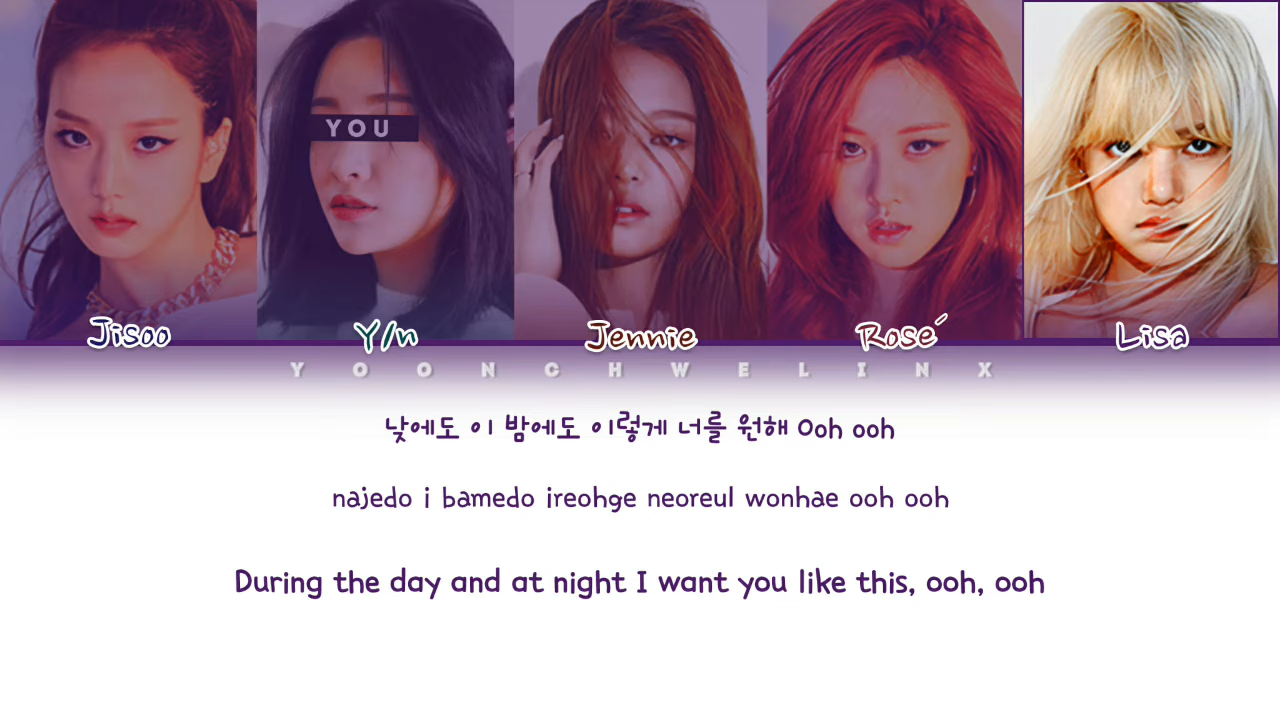 YOU
Jisoo Y/n Jennie Rosé Lisa
YOONCHWELINX
낮에도 이 밤에도 이렇게 너를 원해 Ooh ooh
najedo i bamedo ireohge neoreul wonhae ooh ooh
During the day and at night I want you like this, ooh, ooh